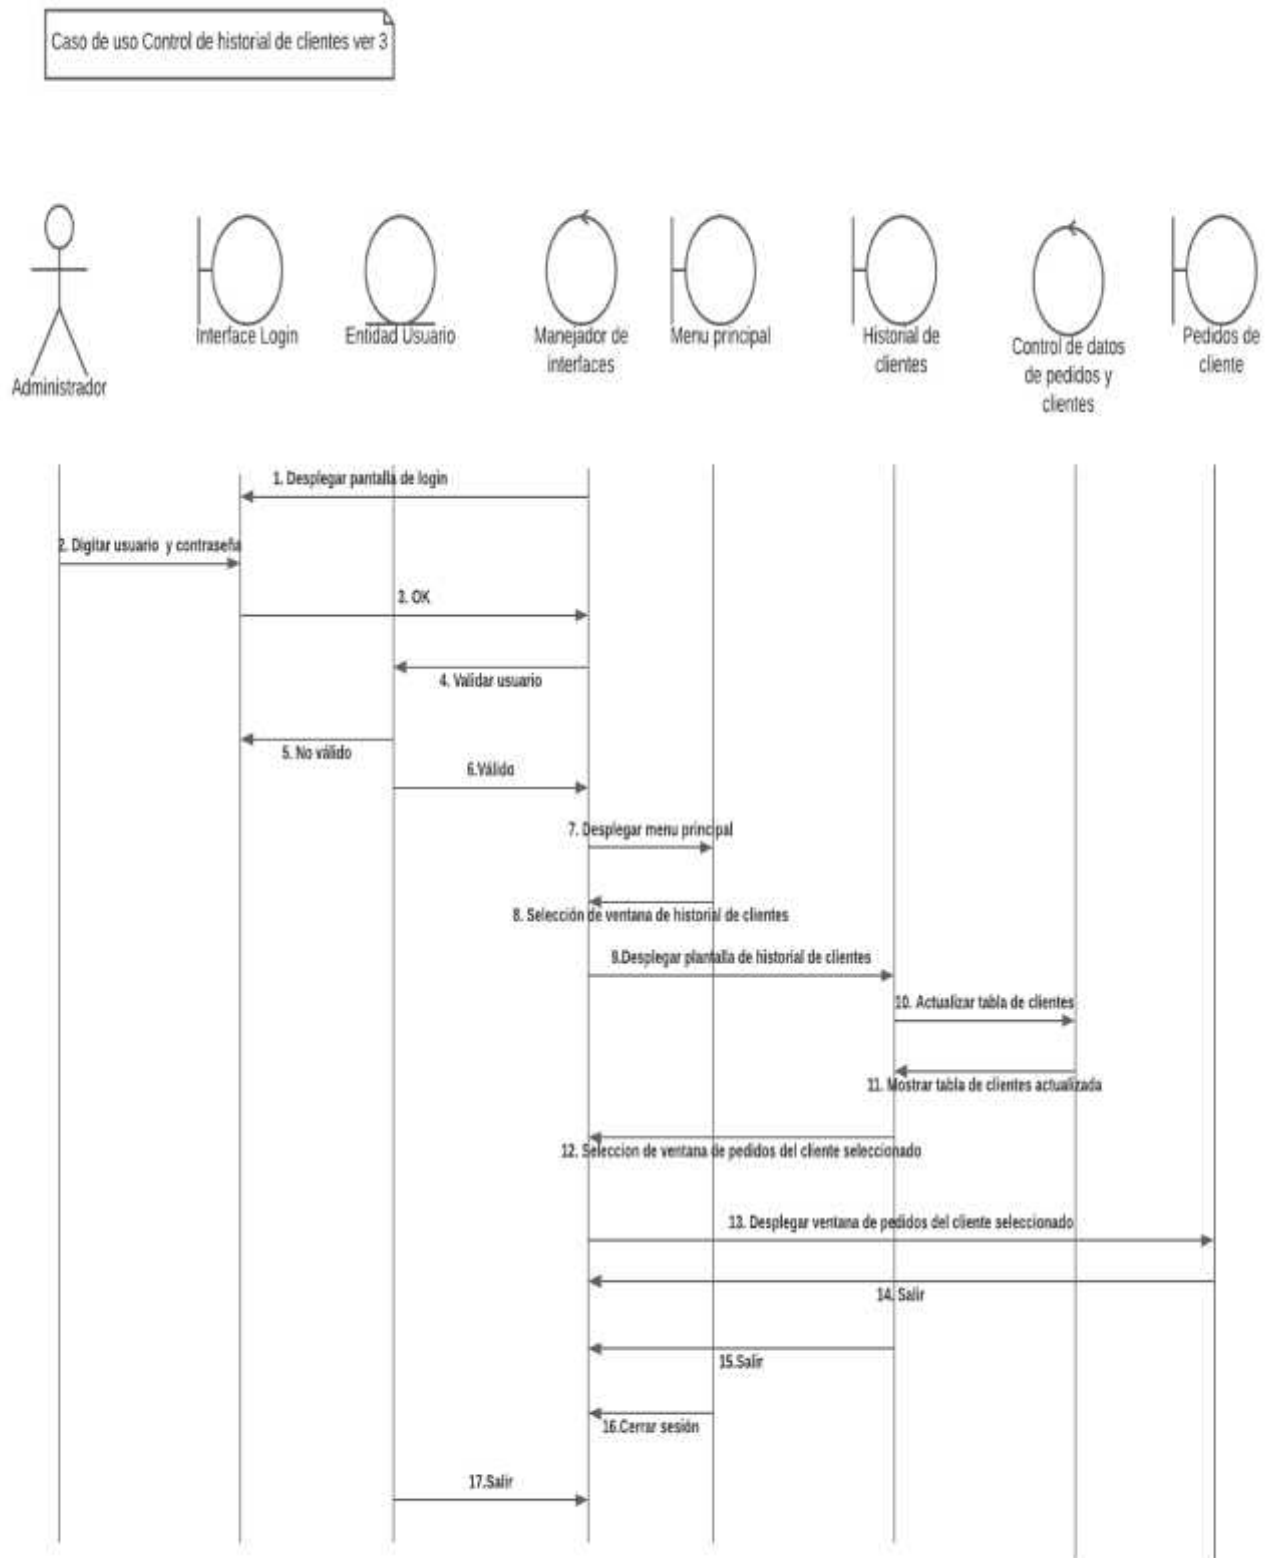 Caso de uso Control de historial de clientes ver 3
Administrador
Interface Login
Entidad Usuario
Manejador de
interfaces
Menu principal
Historial de
clientes
Control de datos
de pedidos y
clientes
Pedidos de
cliente
1. Desplegar pantalla de login
2. Digitar usuario y contraseña
3. OK
4. Validar usuario
5. No válido
6.Válido
7. Desplegar menu principal
8. Selección de ventana de historial de clientes
9.Desplegar plantalla de historial de clientes
10. Actualizar tabla de clientes
11. Mostrar tabla de clientes actualizada
12. Seleccion de ventana de pedidos del cliente seleccionado
13. Desplegar ventana de pedidos del cliente seleccionado
14. Salir
15.Salir
16.Cerrar sesión
17.Salir